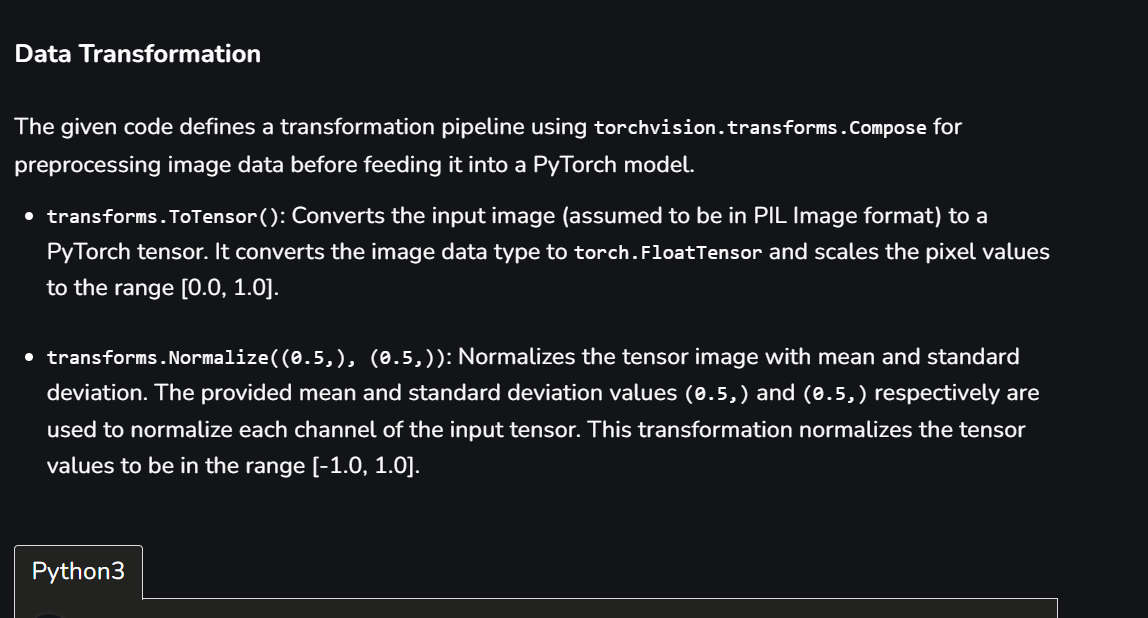 Data Transformation
The given code defines a transformation pipeline using torchvision.transforms.Compose for
preprocessing image data before feeding it into a PyTorch model.
• transforms.ToTensor(): Converts the input image (assumed to be in PIL Image format) to a
PyTorch tensor. It converts the image data type to torch.FloatTensor and scales the pixel values
to the range [0.0, 1.0].
• transforms.Normalize((0.5,), (0.5,)): Normalizes the tensor image with mean and standard
deviation. The provided mean and standard deviation values (0.5,) and (0.5,) respectively are
used to normalize each channel of the input tensor. This transformation normalizes the tensor
values to be in the range [-1.0, 1.0].
Python3